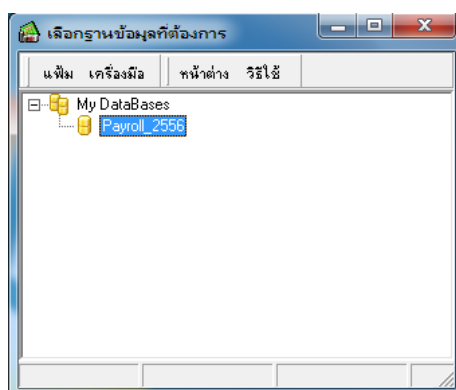 เลือกฐานข้อมูลที่ต้องการ
แฟ้ม เครื่องมือ หน้าต่าง วิธีใช้
My DataBases
Payroll_2556